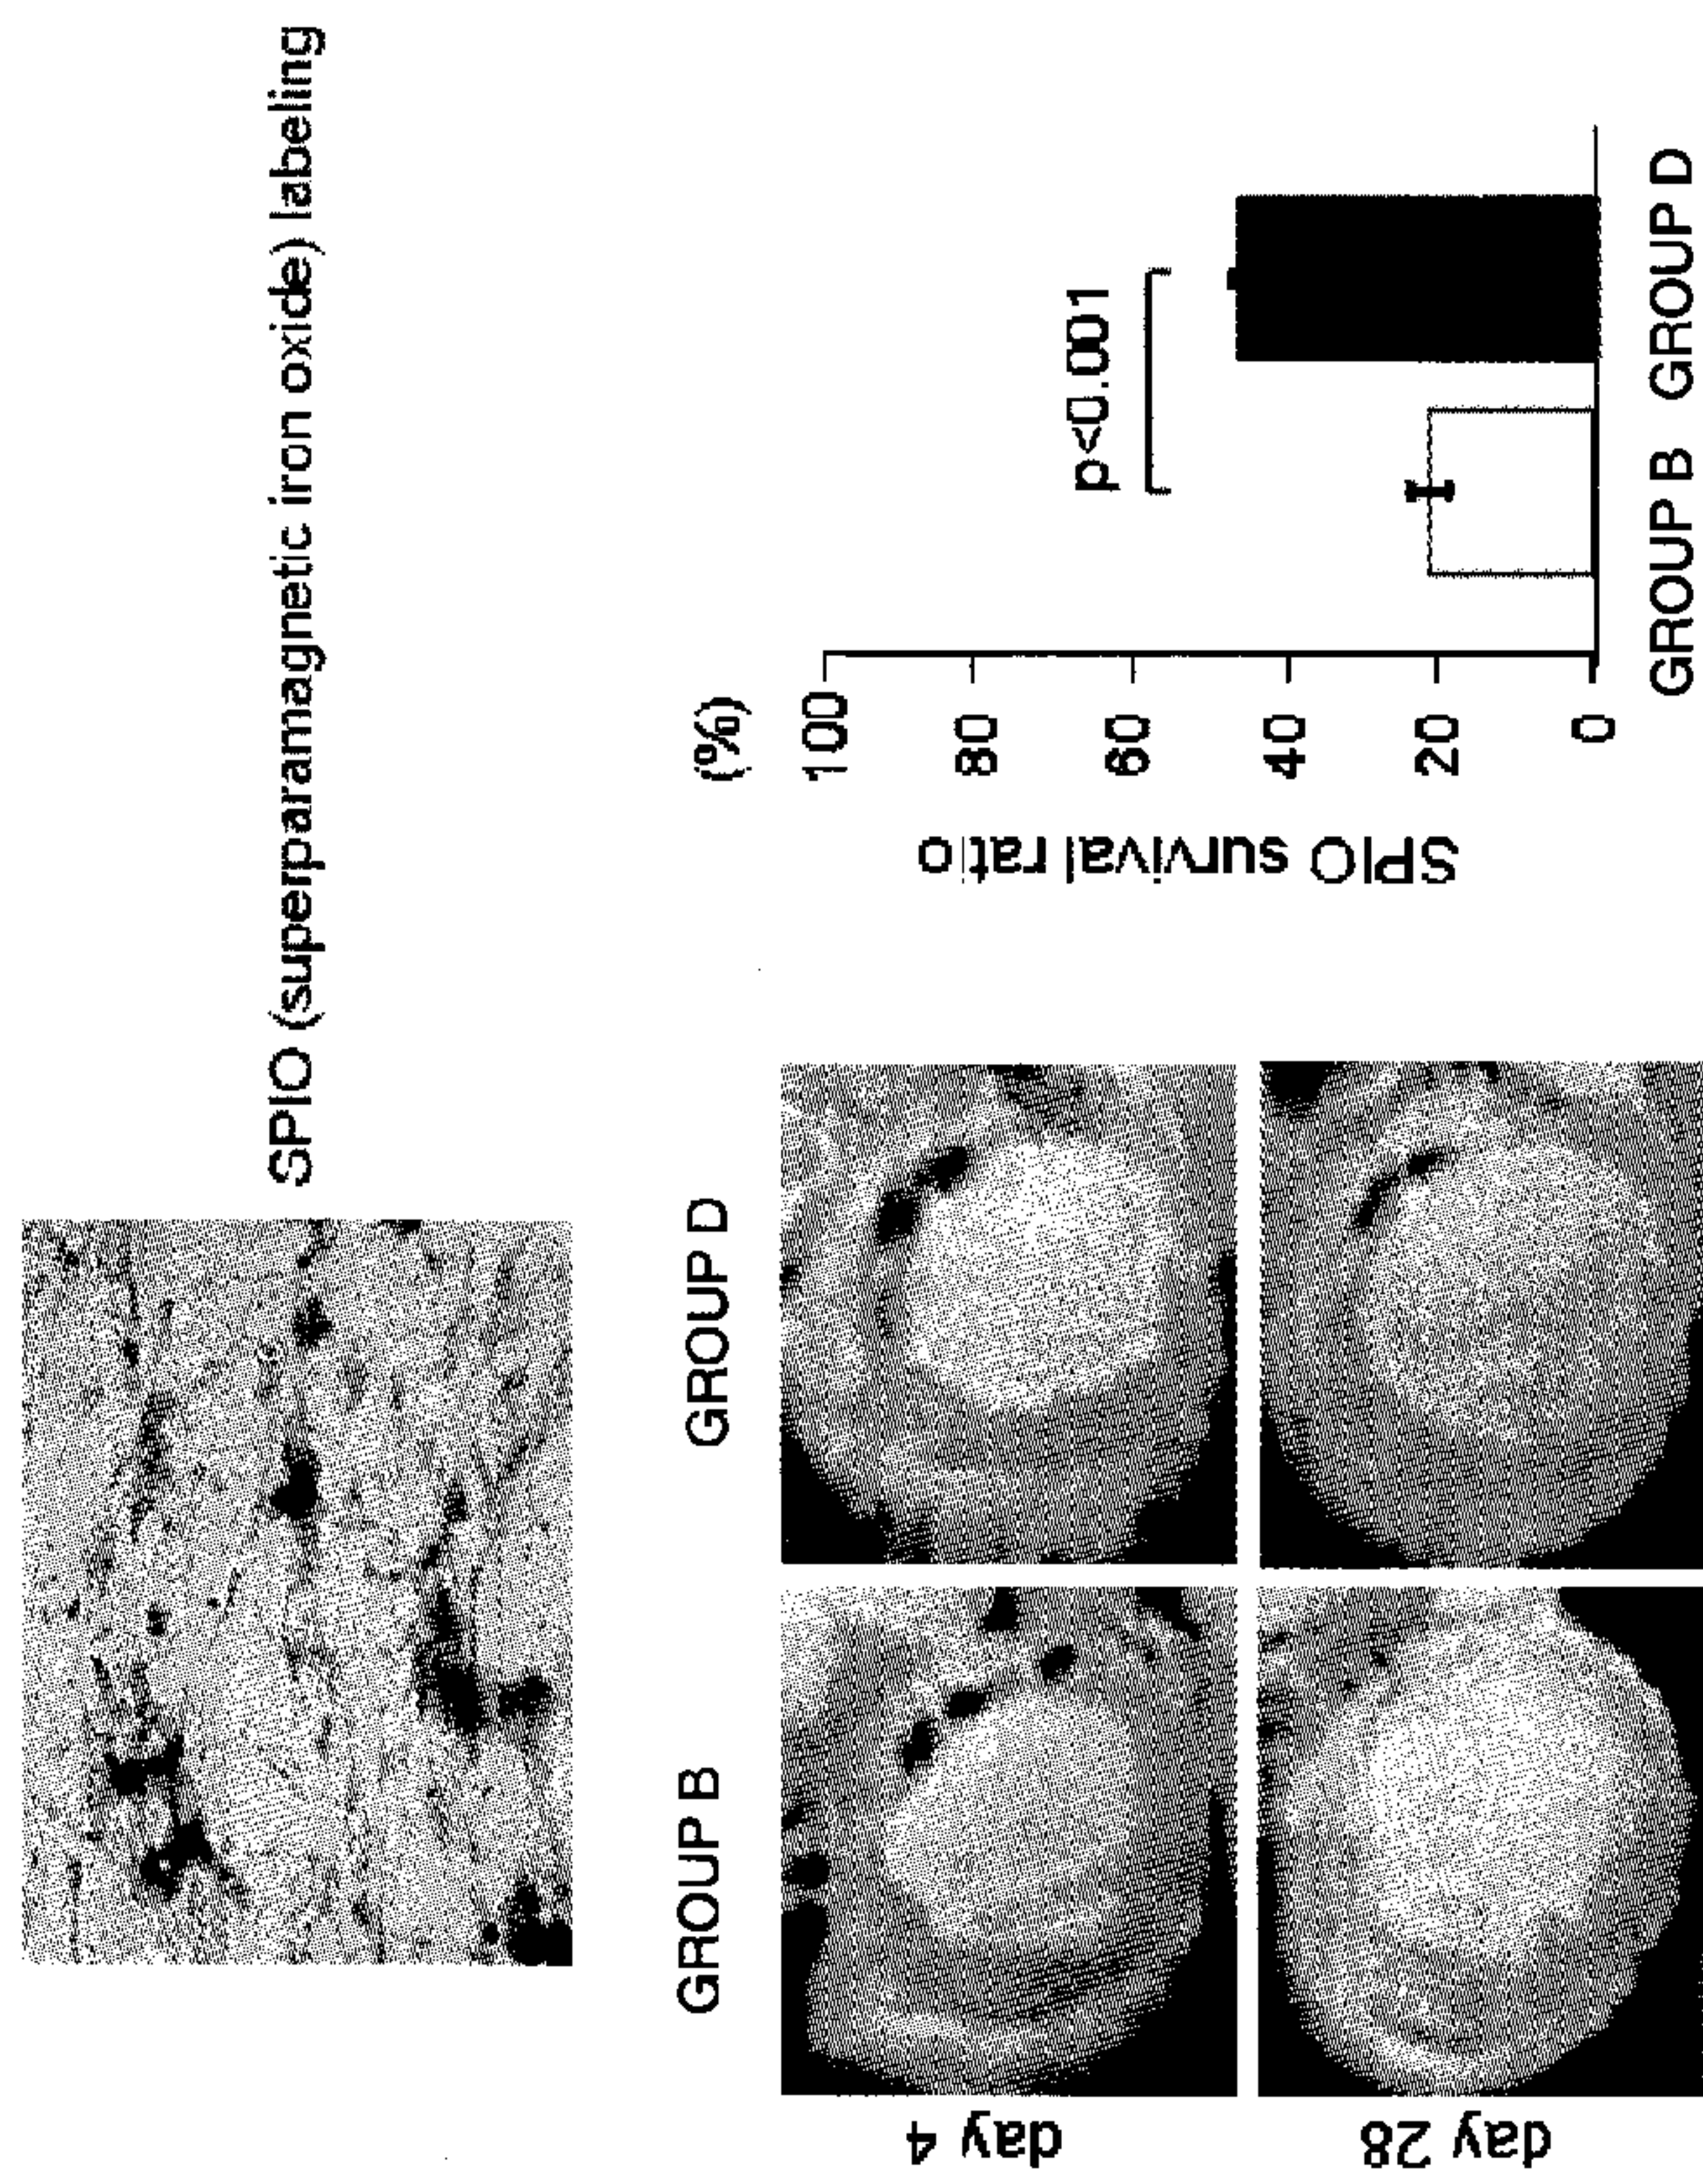 SPIO (superparamagnetic iron oxide) labeling
GROUP B
GROUP D
day 4
day 28
(%)
100
80
60
40
20
0
SPIO survival ratio
p<0.001
GROUP B
GROUP D